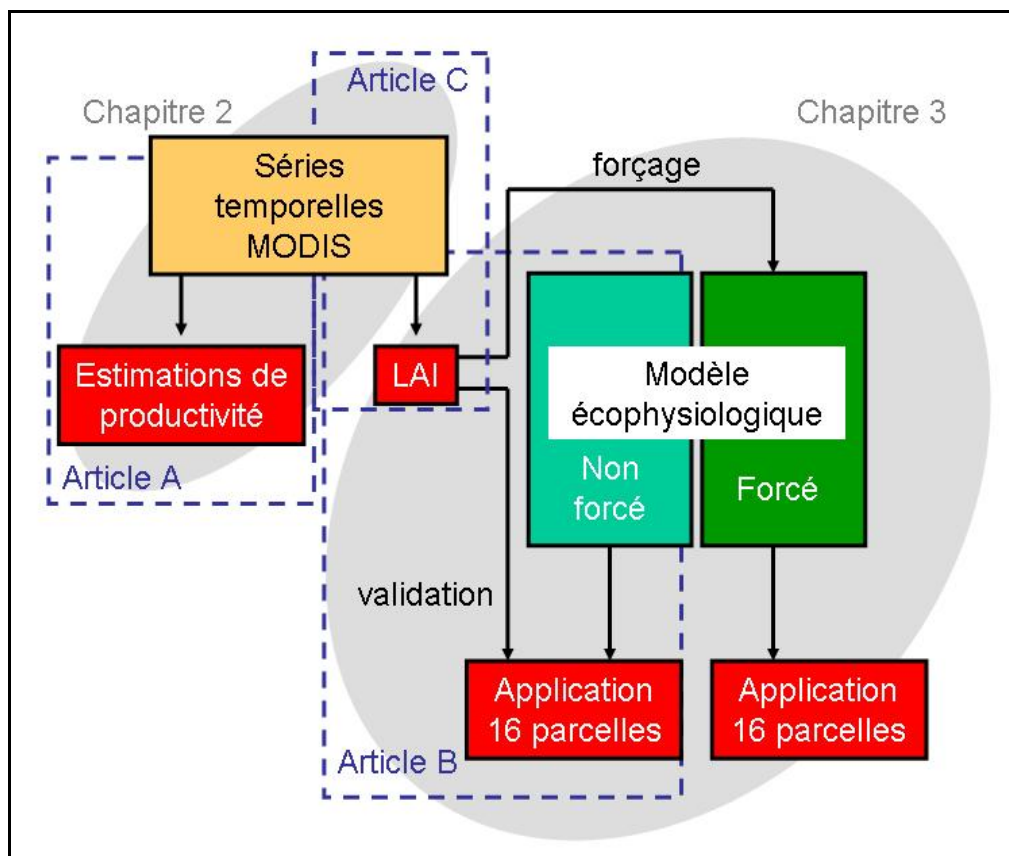 Article C
Chapitre 2
Chapitre 3
Séries
temporelles
MODIS
forçage
Estimations de
productivité
LAI
Modèle
écophysiologique
Article A
Non
forcé
Forcé
validation
Application
16 parcelles
Application
16 parcelles
Article B